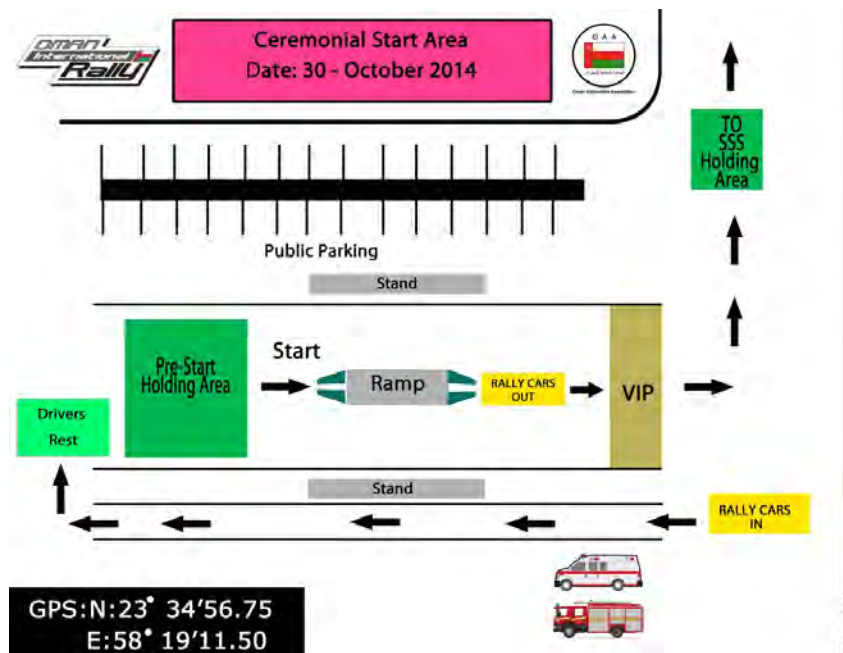 OMAN
International
Rally
Ceremonial Start Area
Date: 30 - October 2014
O A A
TO
SSS
Holding
Area
Public Parking
Stand
Pre-Start
Holding Area
Start
Ramp
RALLY CARS
OUT
VIP
Drivers
Rest
Stand
RALLY CARS
IN
GPS:N:23° 34'56.75
E:58° 19'11.50